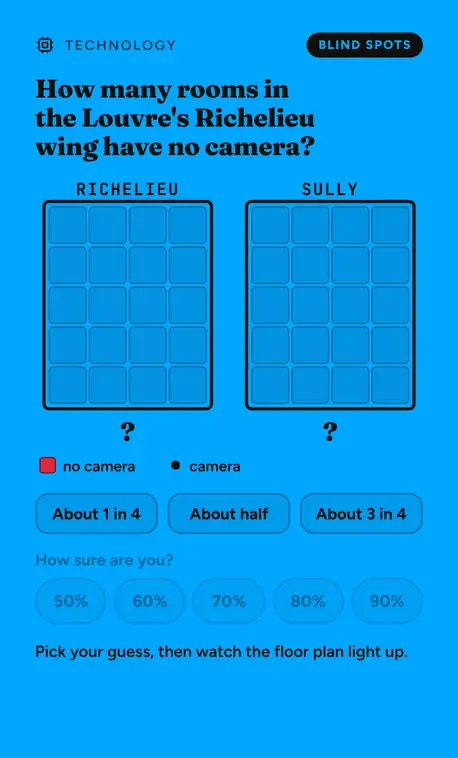 TECHNOLOGY
BLIND SPOTS
How many rooms in
the Louvre's Richelieu
wing have no camera?
RICHELIEU
SULLY
?
?
no camera
camera
About 1 in 4
About half
About 3 in 4
How sure are you?
50%
60%
70%
80%
90%
Pick your guess, then watch the floor plan light up.